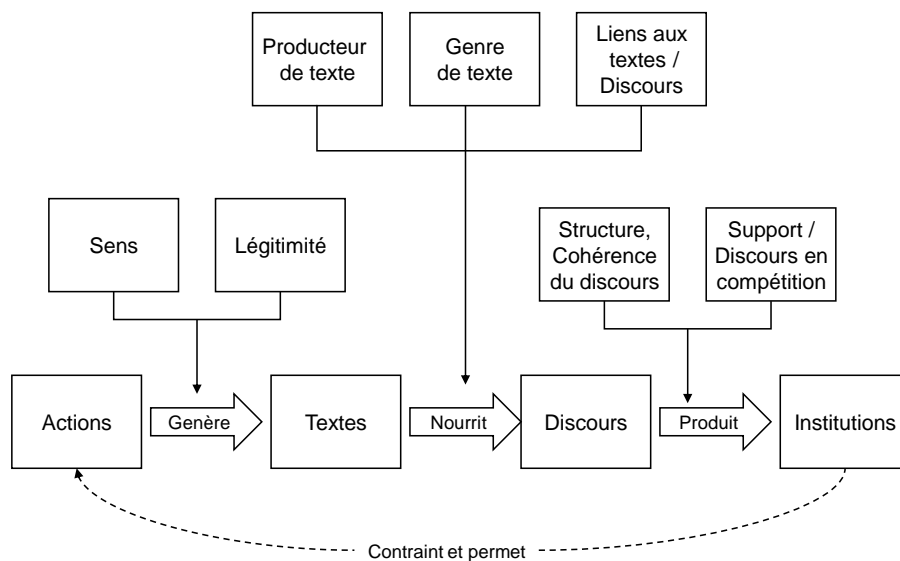 Producteur
de texte
Genre
de texte
Liens aux
textes /
Discours
Sens
Légitimité
Structure,
Cohérence
du discours
Support /
Discours en
compétition
Actions
Genère
Textes
Nourrit
Discours
Produit
Institutions
Contraint et permet